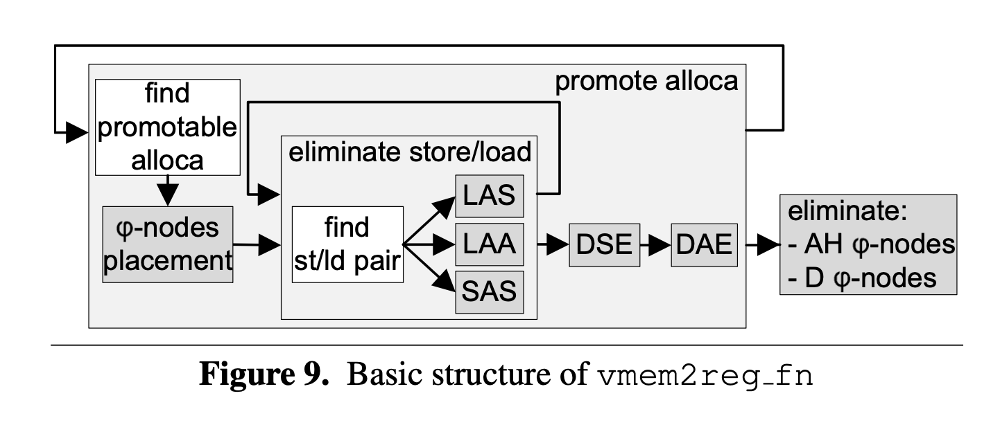 promote alloca
find
promotable
alloca
φ-nodes
placement
eliminate store/load
find
st/ld pair
LAS
LAA
SAS
DSE
DAE
eliminate:
- AH φ-nodes
- D φ-nodes
Figure 9. Basic structure of vmem2reg_fn